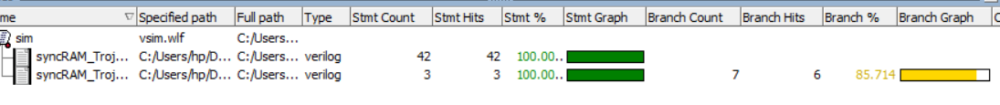 me Specified path Full path Type Stmt Count Stmt Hits Stmt % Stmt Graph Branch Count Branch Hits Branch % Branch Graph C
sim vsim.wlf C:/Users...
syncRAM_Troj... C:/Users/hp/D... C:/Users... verilog 42 42 100.00..
syncRAM_Troj... C:/Users/hp/D... C:/Users... verilog 3 3 100.00.. 7 6 85.714